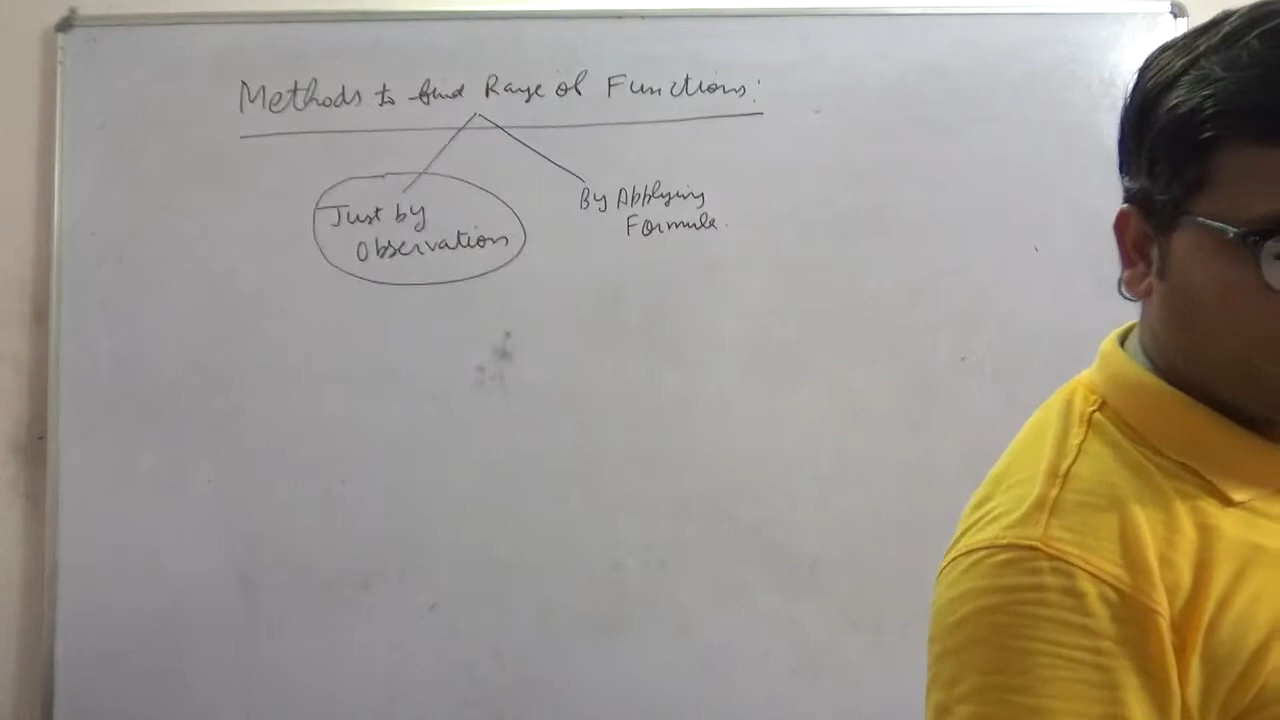 Methods to find Range of Functions:
Just by
Observation
By Applying
Formula.